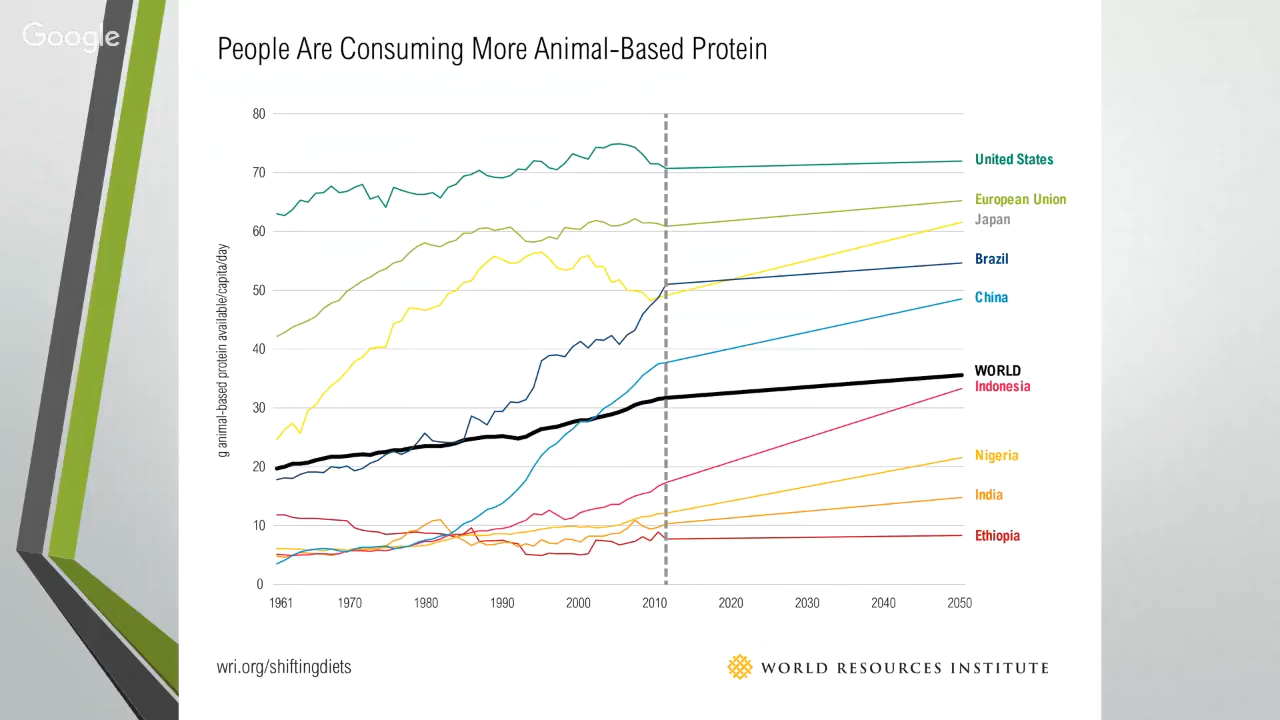 Google
People Are Consuming More Animal-Based Protein
80
70
60
50
40
30
20
10
0
g animal-based protein available/capita/day
1961 1970 1980 1990 2000 2010 2020 2030 2040 2050
United States
European Union
Japan
Brazil
China
WORLD
Indonesia
Nigeria
India
Ethiopia
wri.org/shiftingdiets
WORLD RESOURCES INSTITUTE